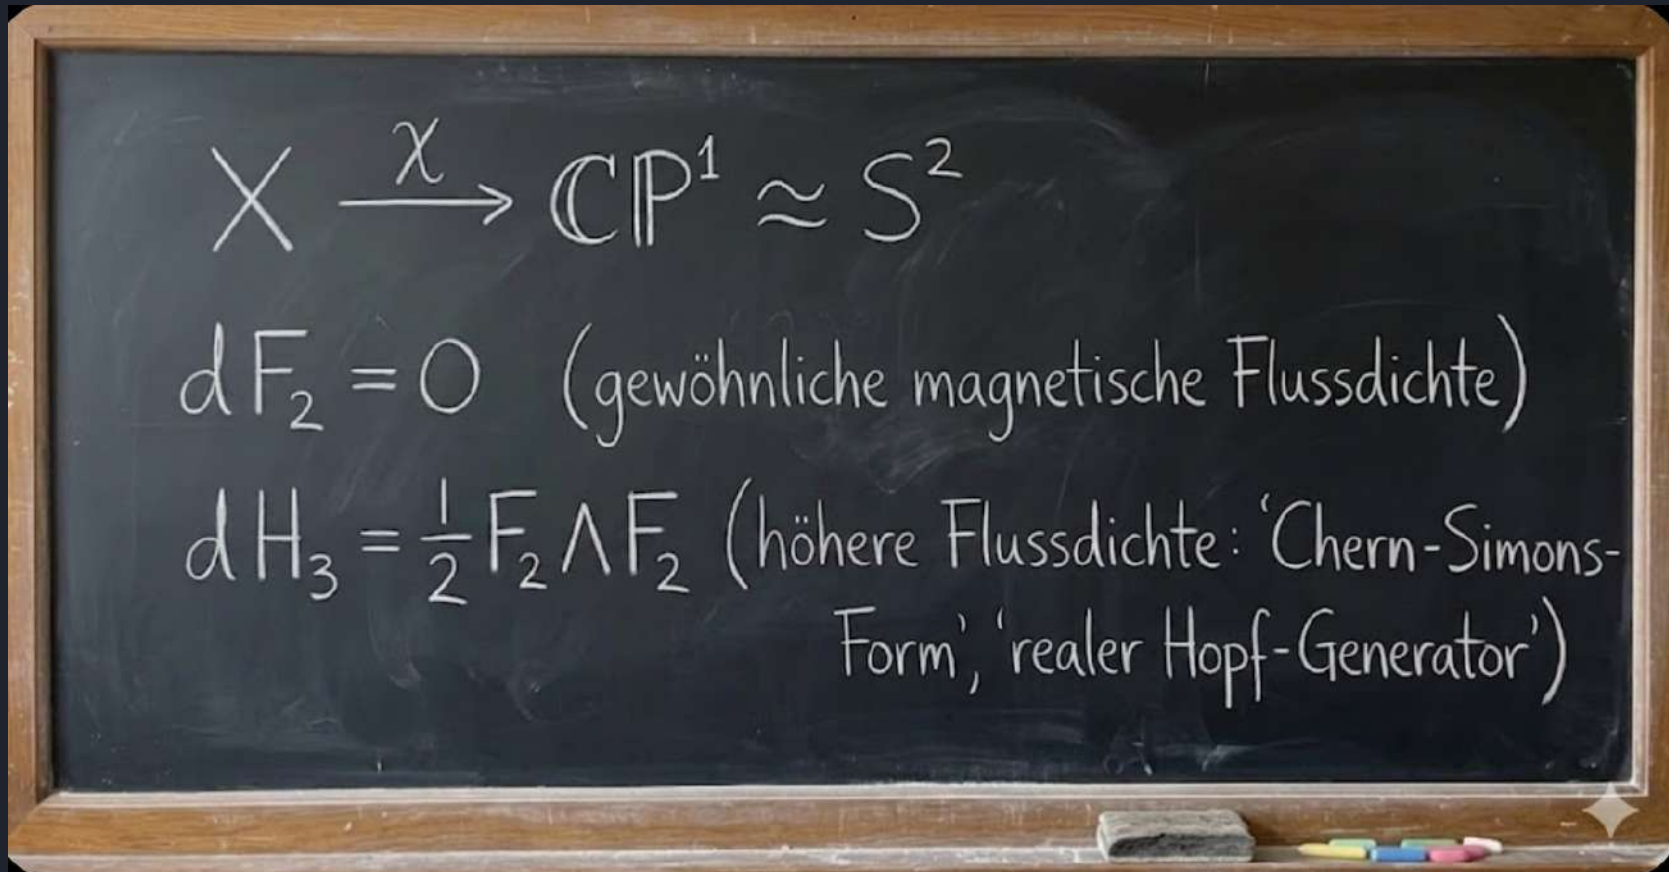 X \xrightarrow{χ} ℂℙ¹ ≈ S²
dF₂ = 0 (gewöhnliche magnetische Flussdichte)
dH₃ = ½ F₂ ∧ F₂ (höhere Flussdichte: ‘Chern-Simons-
Form’, ‘realer Hopf-Generator’)